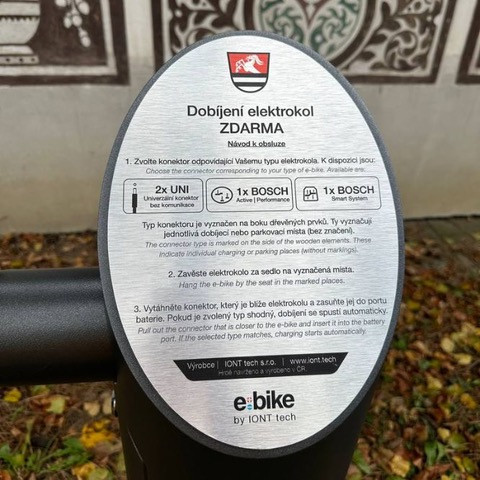 Dobíjení elektrokol
ZDARMA
Návod k obsluze
1. Zvolte konektor odpovídající Vašemu typu elektrokola. K dispozici jsou:
Choose the connector corresponding to your type of e-bike. Available are:
2x UNI
Univerzální konektor
bez komunikace
1x BOSCH
Active | Performance
1x BOSCH
Smart System
Typ konektoru je vyznačen na boku dřevěných prvků. Ty vyznačují
jednotlivá dobíjecí nebo parkovací místa (bez značení).
The connector type is marked on the side of the wooden elements. These
indicate individual charging or parking places (without markings).
2. Zavěste elektrokolo za sedlo na vyznačená místa.
Hang the e-bike by the seat in the marked places.
3. Vytáhněte konektor, který je blíže elektrokolu a zasuňte jej do portu
baterie. Pokud je zvolený typ shodný, dobíjení se spustí automaticky.
Pull out the connector that is closer to the e-bike and insert it into the battery
port. If the selected type matches, charging starts automatically.
Výrobce | IONT tech s.r.o. | www.iont.tech
Hrdě navrženo a vyrobeno v ČR
e:bike
by IONT tech